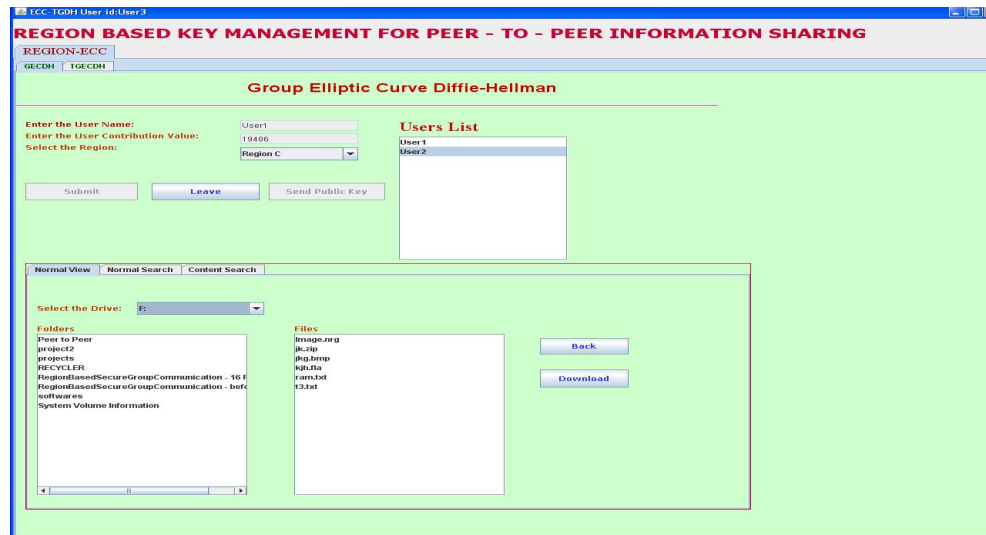 ECC-TGDH User id:User3
REGION BASED KEY MANAGEMENT FOR PEER - TO - PEER INFORMATION SHARING
REGION-ECC
GECDH TGECDH
Group Elliptic Curve Diffie-Hellman
Enter the User Name: User1
Enter the User Contribution Value: 19486
Select the Region: Region C
Submit Leave Send Public Key
Users List
User1
User2
Normal View Normal Search Content Search
Select the Drive: F:
Folders
Peer to Peer
project2
projects
RECYCLER
RegionBasedSecureGroupCommunication - 16 F
RegionBasedSecureGroupCommunication - befo
softwares
System Volume Information
Files
Image.nrg
jk.zip
jkg.bmp
kjh.fla
ram.txt
t3.txt
Back
Download